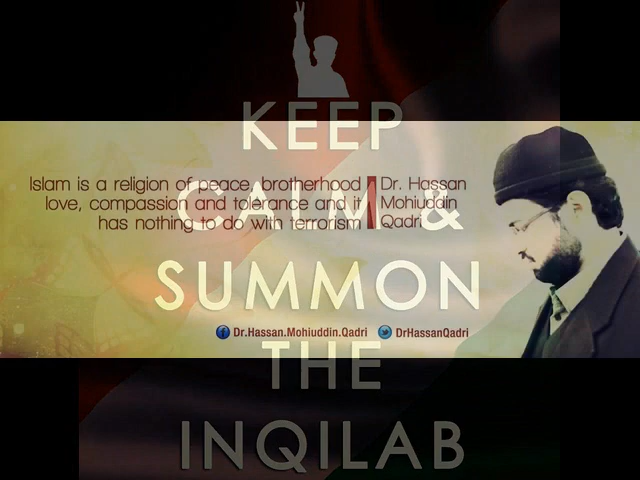 KEEP
CALM &
SUMMON
THE
INQILAB
Islam is a religion of peace, brotherhood
love, compassion and tolerance and it
has nothing to do with terrorism
Dr. Hassan
Mohiuddin
Qadri
Dr.Hassan.Mohiuddin.Qadri DrHassanQadri